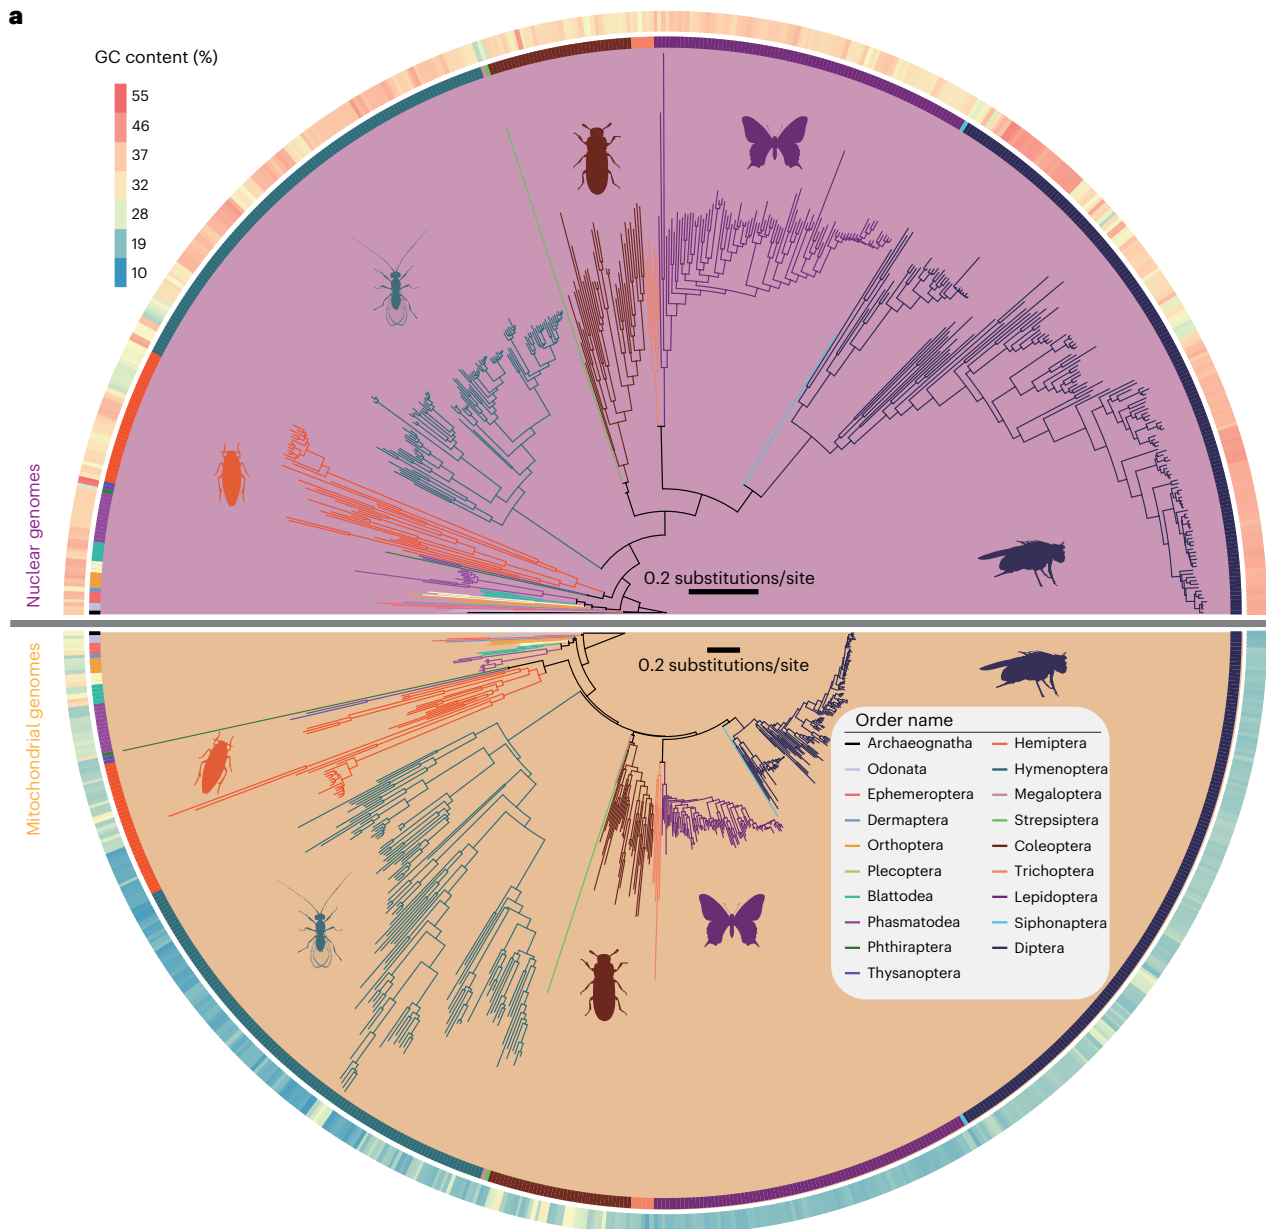 a
GC content (%)
55
46
37
32
28
19
10
Nuclear genomes
0.2 substitutions/site
Mitochondrial genomes
0.2 substitutions/site
Order name
Archaeognatha
Odonata
Ephemeroptera
Dermaptera
Orthoptera
Plecoptera
Blattodea
Phasmatodea
Phthiraptera
Thysanoptera
Hemiptera
Hymenoptera
Megaloptera
Strepsiptera
Coleoptera
Trichoptera
Lepidoptera
Siphonaptera
Diptera